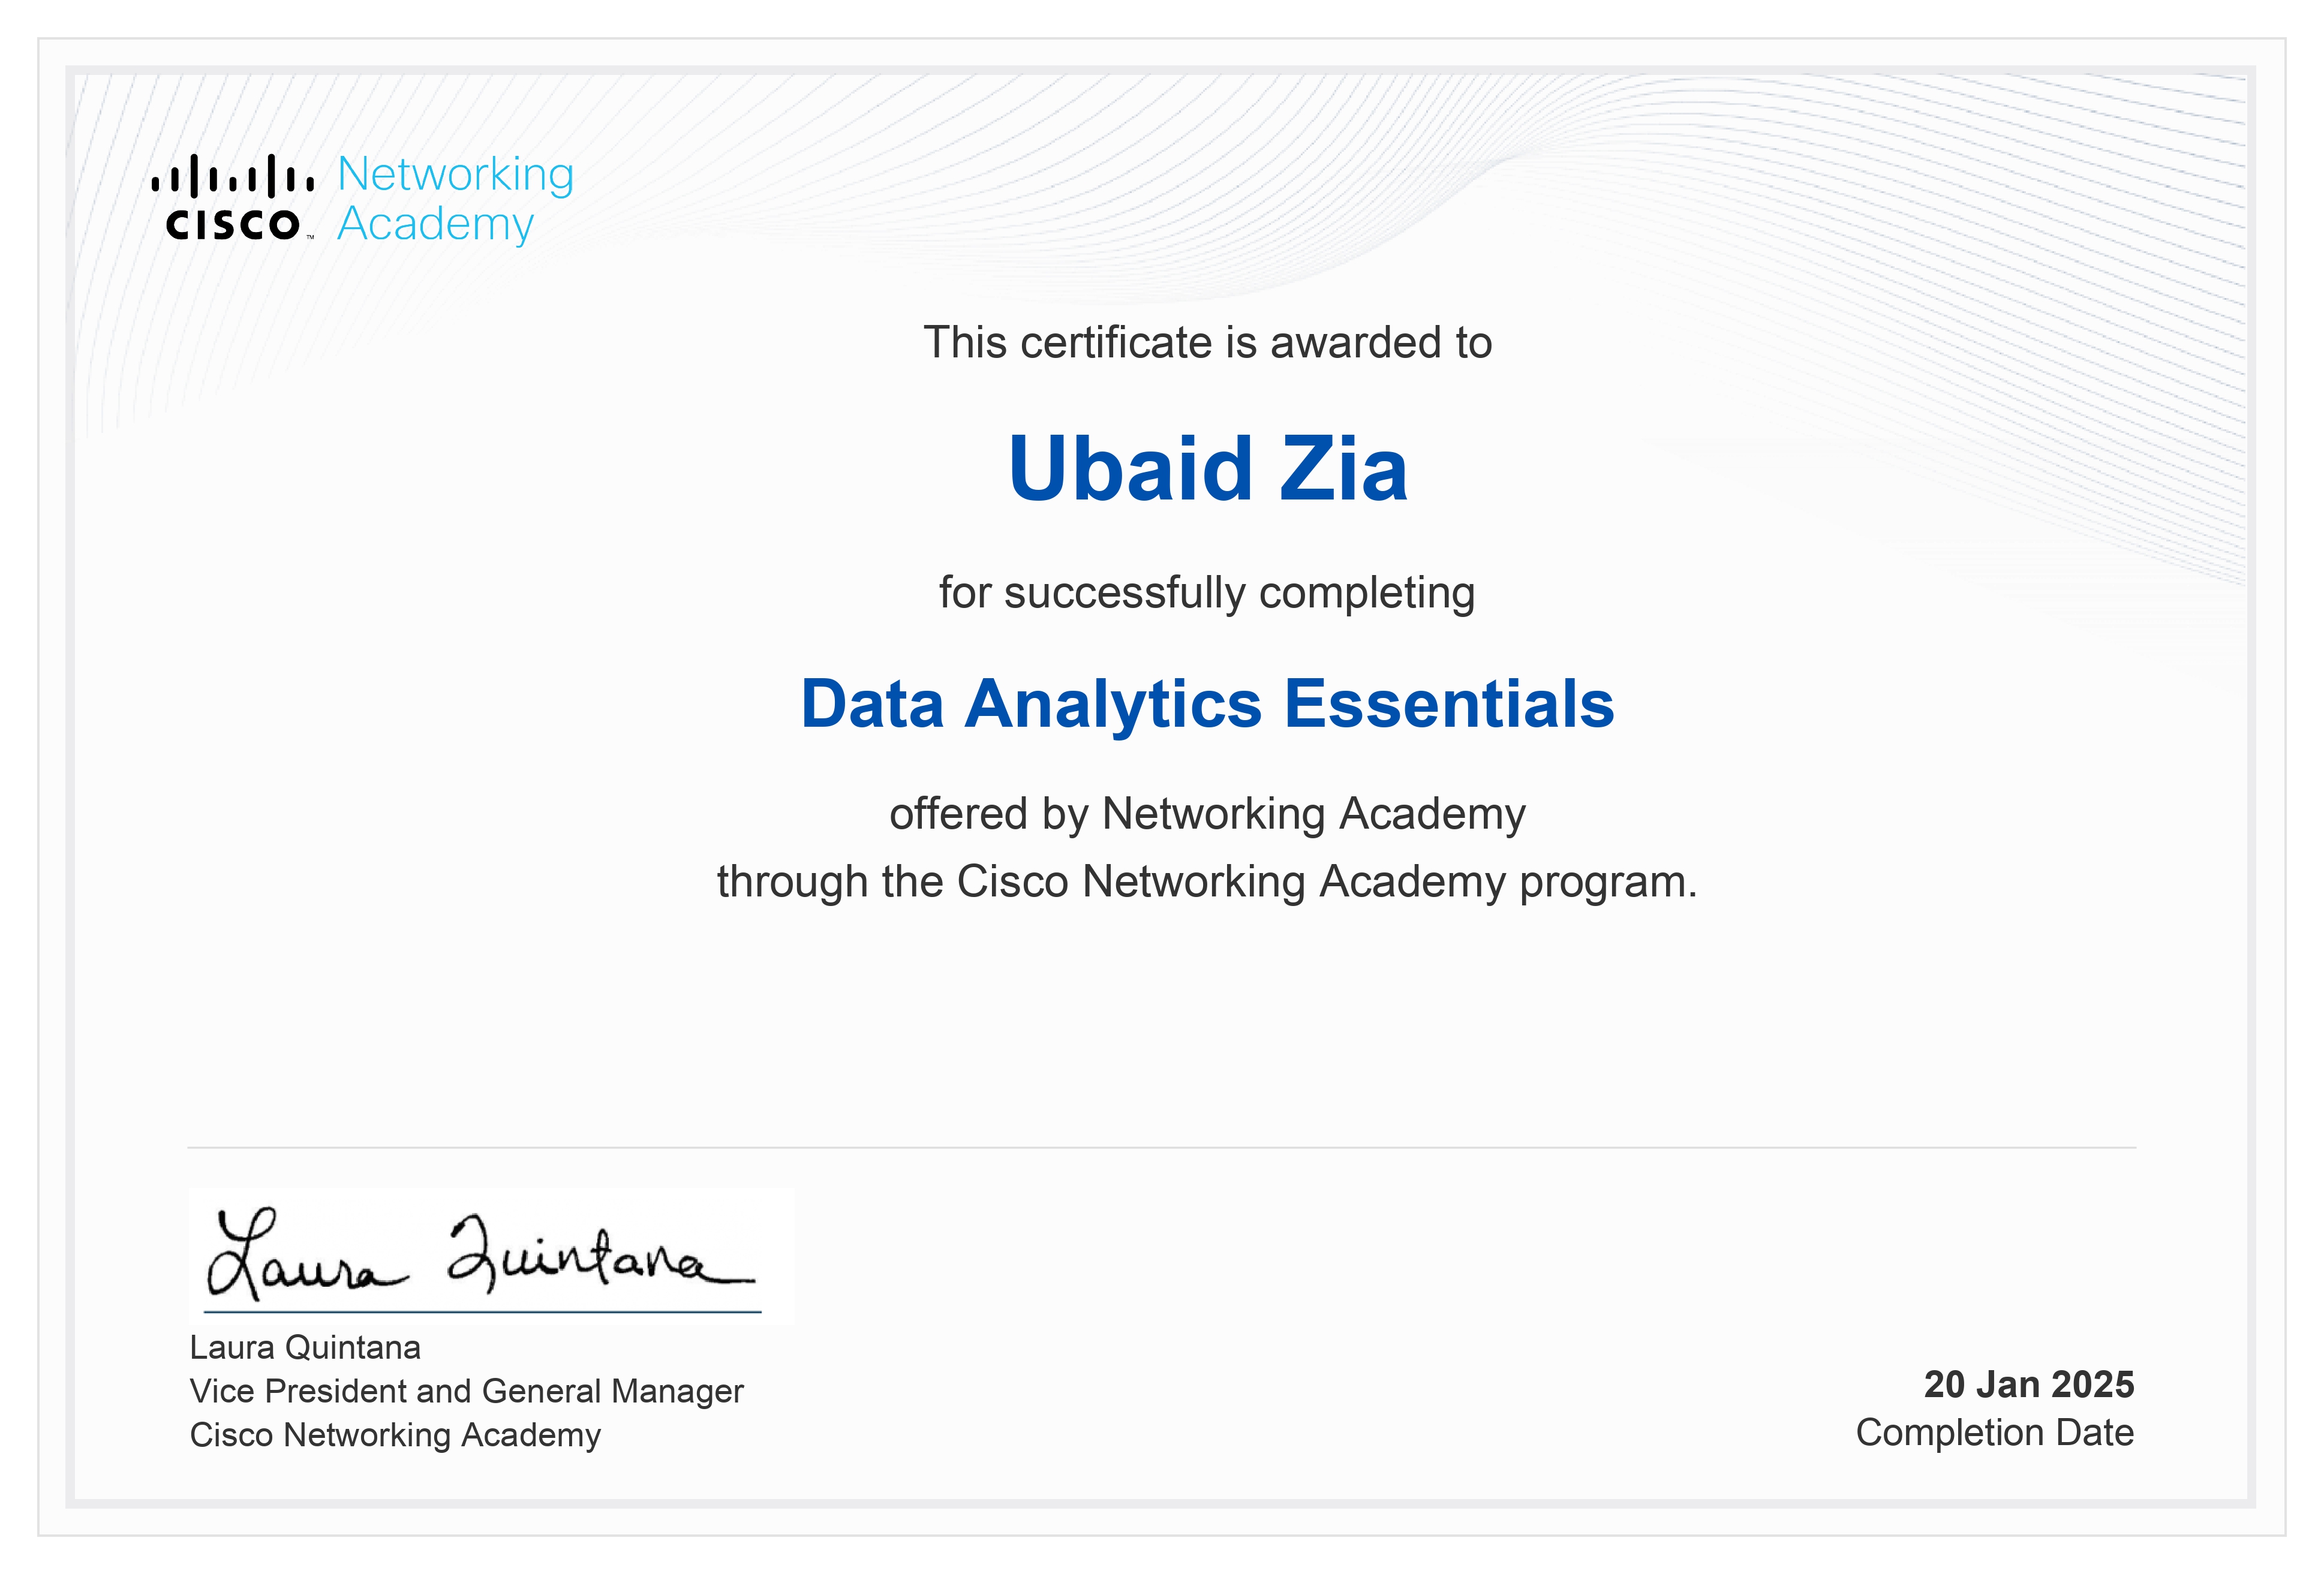 Networking
CISCO™ Academy
This certificate is awarded to
Ubaid Zia
for successfully completing
Data Analytics Essentials
offered by Networking Academy
through the Cisco Networking Academy program.
Laura Quintana
Laura Quintana
Vice President and General Manager
Cisco Networking Academy
20 Jan 2025
Completion Date